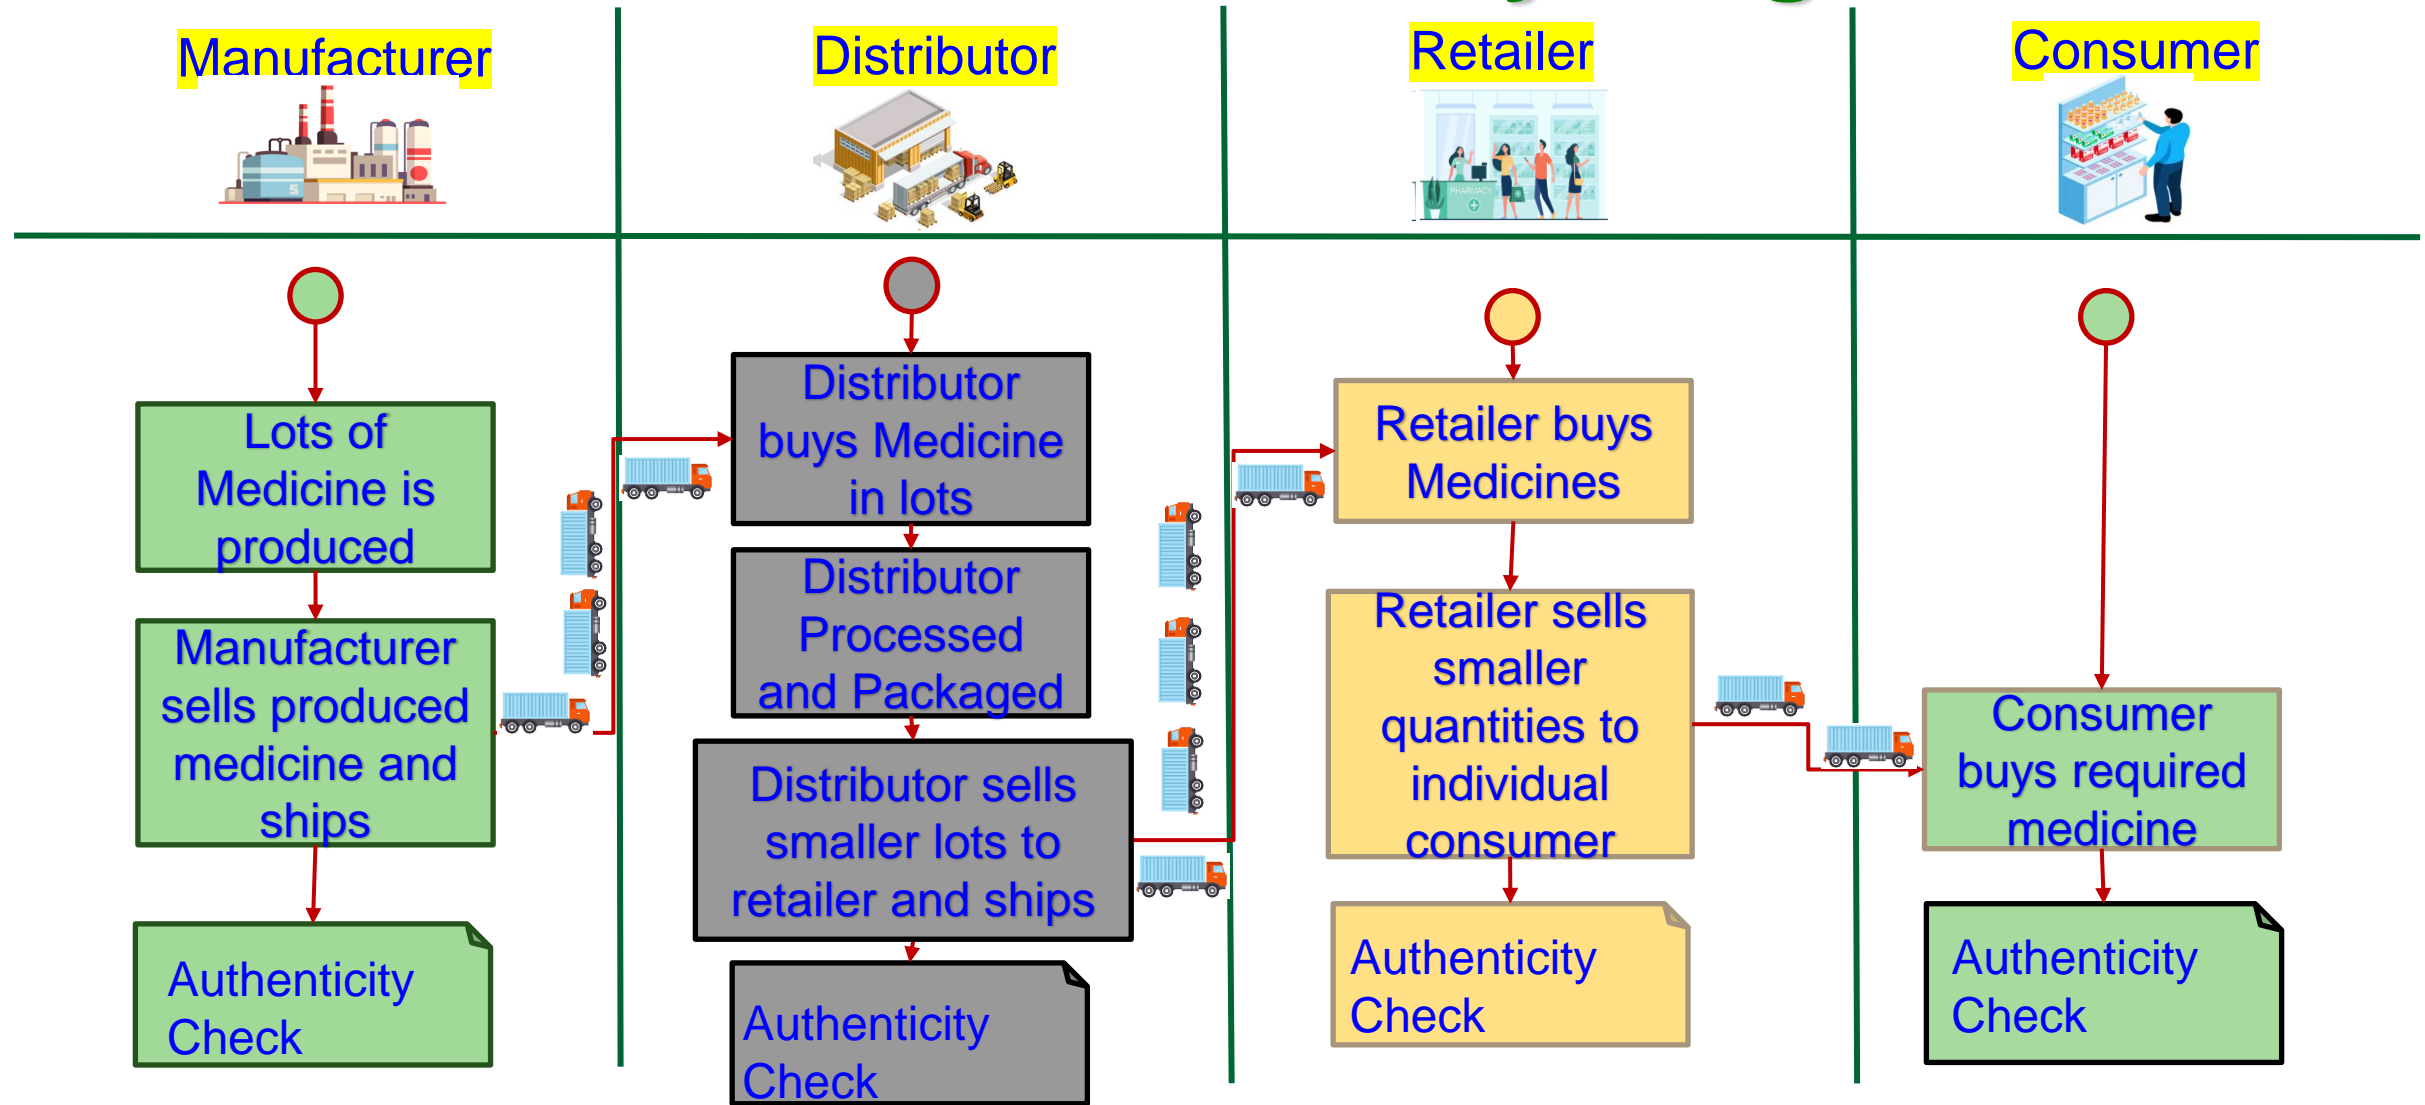 Manufacturer
Distributor
Retailer
Consumer
PHARMACY
Lots of
Medicine is
produced
Manufacturer
sells produced
medicine and
ships
Authenticity
Check
Distributor
buys Medicine
in lots
Distributor
Processed
and Packaged
Distributor sells
smaller lots to
retailer and ships
Authenticity
Check
Retailer buys
Medicines
Retailer sells
smaller
quantities to
individual
consumer
Authenticity
Check
Consumer
buys required
medicine
Authenticity
Check